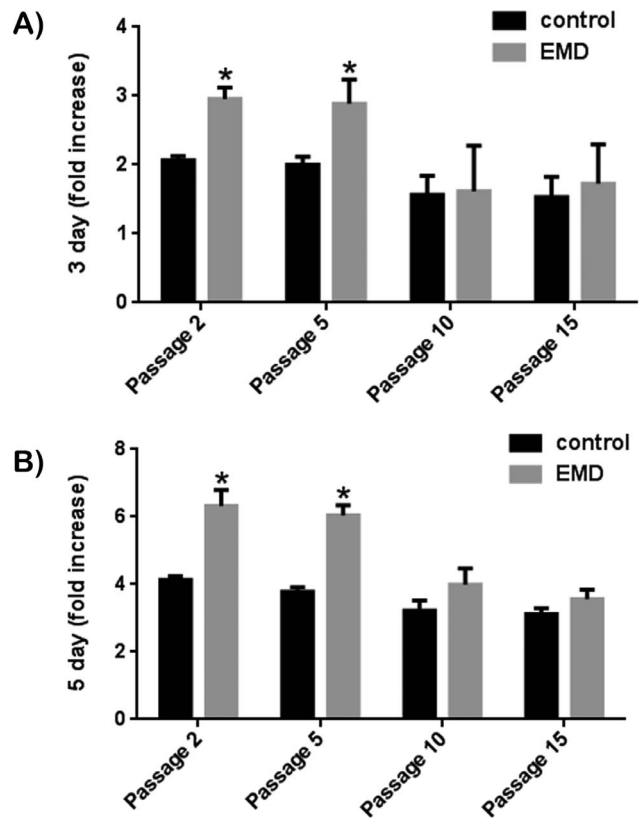 A)
control
EMD
3 day (fold increase)
4
3
2
1
0
*
*
Passage 2
Passage 5
Passage 10
Passage 15
B)
control
EMD
5 day (fold increase)
8
6
4
2
0
*
*
Passage 2
Passage 5
Passage 10
Passage 15